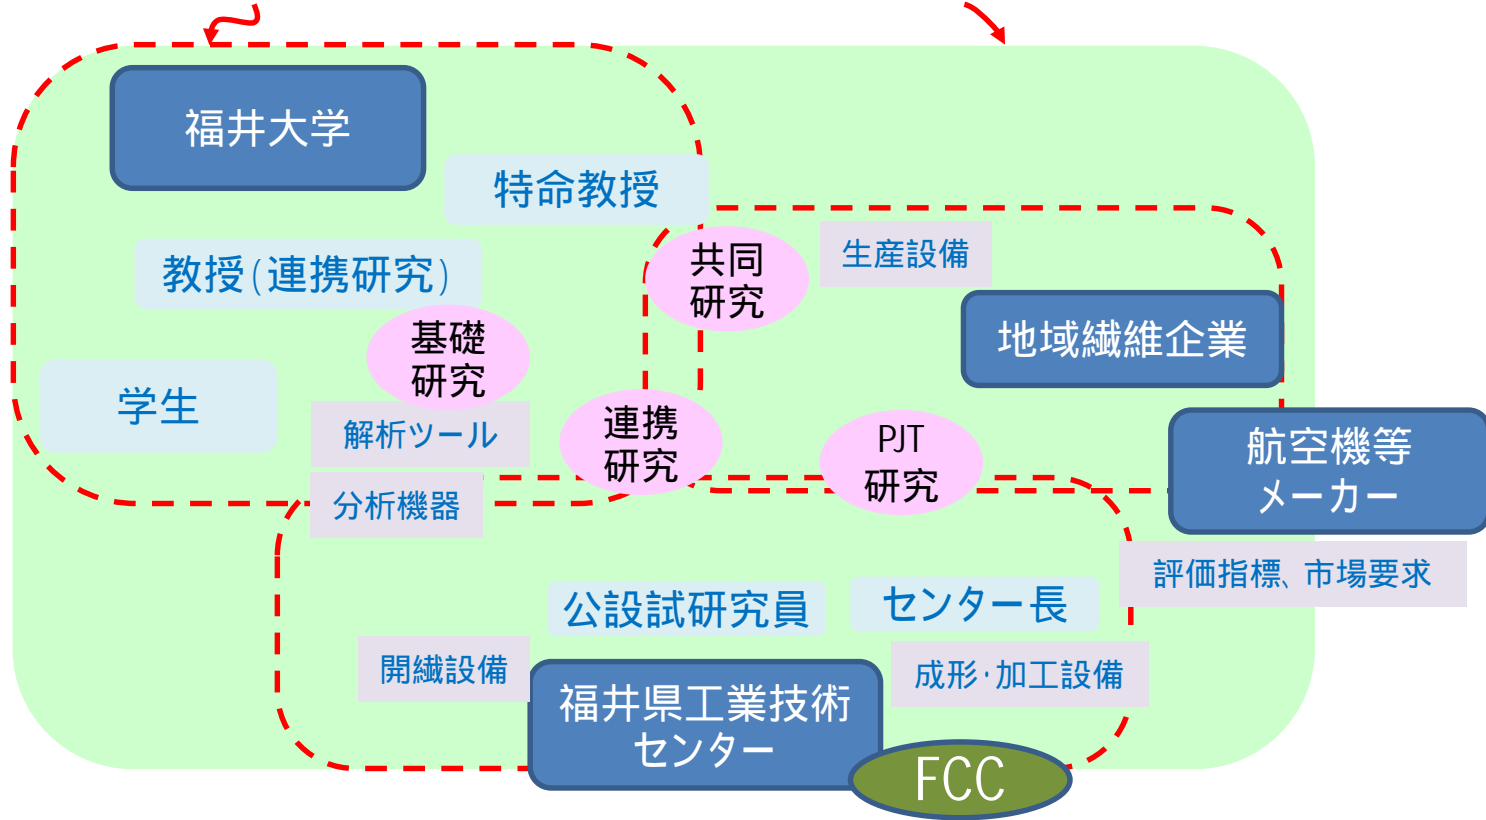 福井大学
特命教授
教授(連携研究)
共同
研究
生産設備
基礎
研究
地域繊維企業
学生
解析ツール
連携
研究
PJT
研究
航空機等
メーカー
分析機器
評価指標、市場要求
公設試研究員
センター長
開繊設備
成形･加工設備
福井県工業技術
センター
FCC